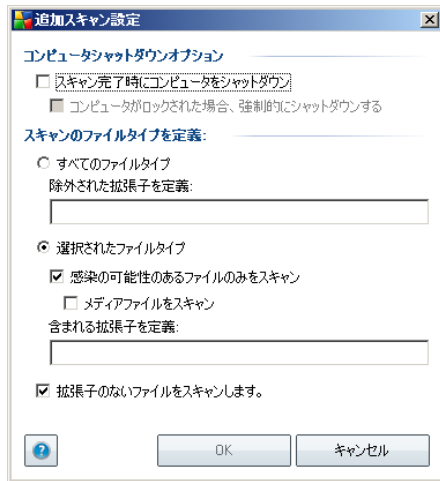 追加スキャン設定
コンピュータシャットダウンオプション
スキャン完了時にコンピュータをシャットダウン
コンピュータがロックされた場合、強制的にシャットダウンする
スキャンのファイルタイプを定義:
すべてのファイルタイプ
除外された拡張子を定義:
選択されたファイルタイプ
感染の可能性のあるファイルのみをスキャン
メディアファイルをスキャン
含まれる拡張子を定義:
拡張子のないファイルをスキャンします。
?
OK
キャンセル